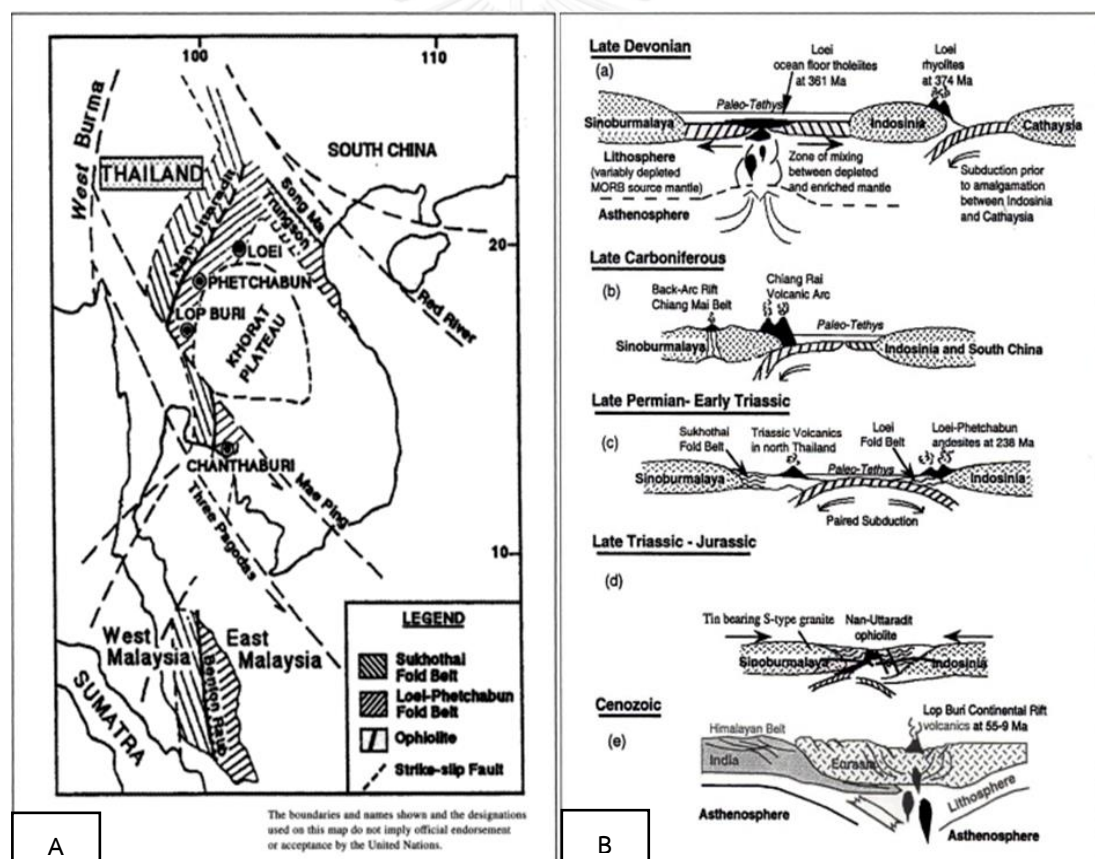 100
110
West Burma
THAILAND
SOUTH CHINA
Nan-Uttaradit
Song Ma
Trungson
20
LOEI
PHETCHABUN
LOP BURI
Red River
KHORAT
PLATEAU
CHANTHABURI
Mae Ping
Three Pagodas
10
West
Malaysia
East
Malaysia
Raub
SUMATRA
LEGEND
Sukhothai
Fold Belt
Loei-Phetchabun
Fold Belt
Ophiolite
Strike-slip Fault
The boundaries and names shown and the designations
used on this map do not imply official endorsement
or acceptance by the United Nations.
A
Late Devonian
(a)
Loei
ocean floor tholeiites
at 361 Ma
Loei
rhyolites
at 374 Ma
Paleo-Tethys
Sinoburmalaya
Indosinia
Cathaysia
Lithosphere
(variably depleted
MORB source mantle)
Asthenosphere
Zone of mixing
between depleted
and enriched mantle
Subduction prior
to amalgamation
between Indosinia
and Cathaysia
Late Carboniferous
(b)
Back-Arc Rift
Chiang Mai Belt
Chiang Rai
Volcanic Arc
Paleo-Tethys
Sinoburmalaya
Indosinia and South China
Late Permian- Early Triassic
(c)
Sukhothai
Fold Belt
Triassic Volcanics
in north Thailand
Loei
Fold Belt
Loei-Phetchabun
andesites at 238 Ma
Paleo-Tethys
Sinoburmalaya
Indosinia
Paired Subduction
Late Triassic - Jurassic
(d)
Tin bearing S-type granite
Nan-Uttaradit
ophiolite
Sinoburmalaya
Indosinia
Cenozoic
(e)
Lop Buri Continental Rift
volcanics at 55-9 Ma
Himalayan Belt
India
Eurasia
Lithosphere
Asthenosphere
Asthenosphere
B